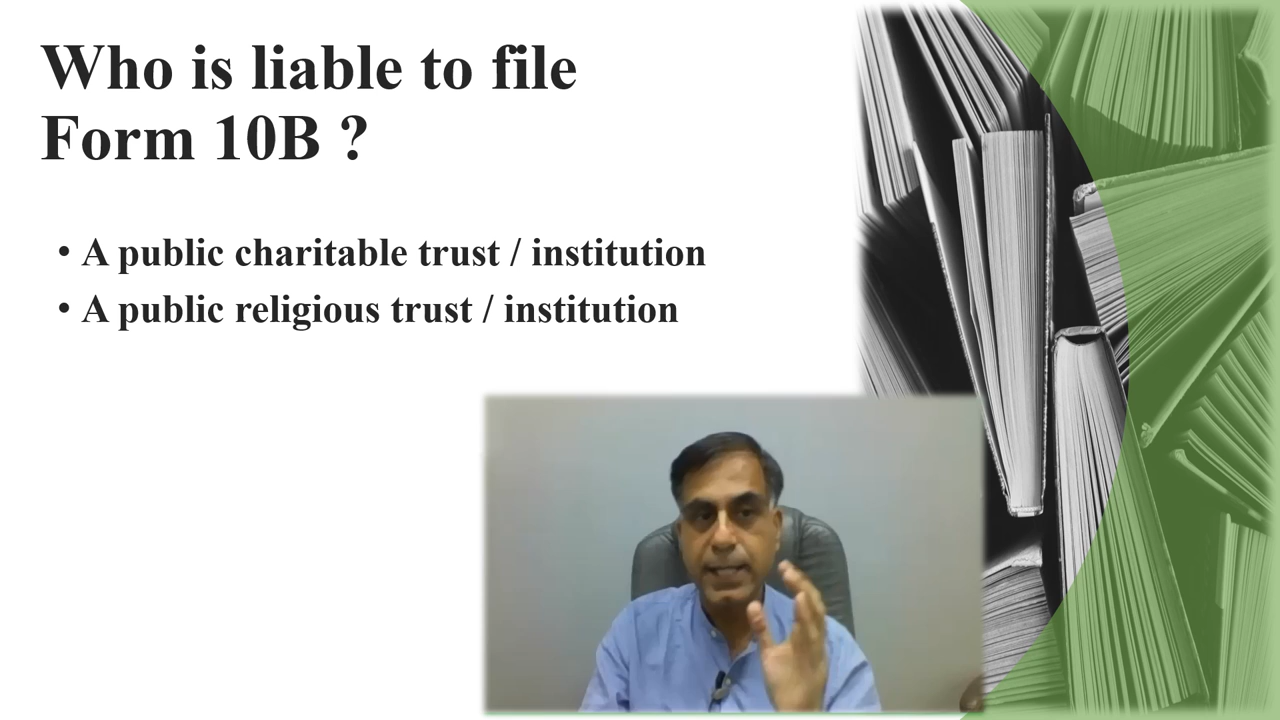 Who is liable to file
Form 10B ?
• A public charitable trust / institution
• A public religious trust / institution